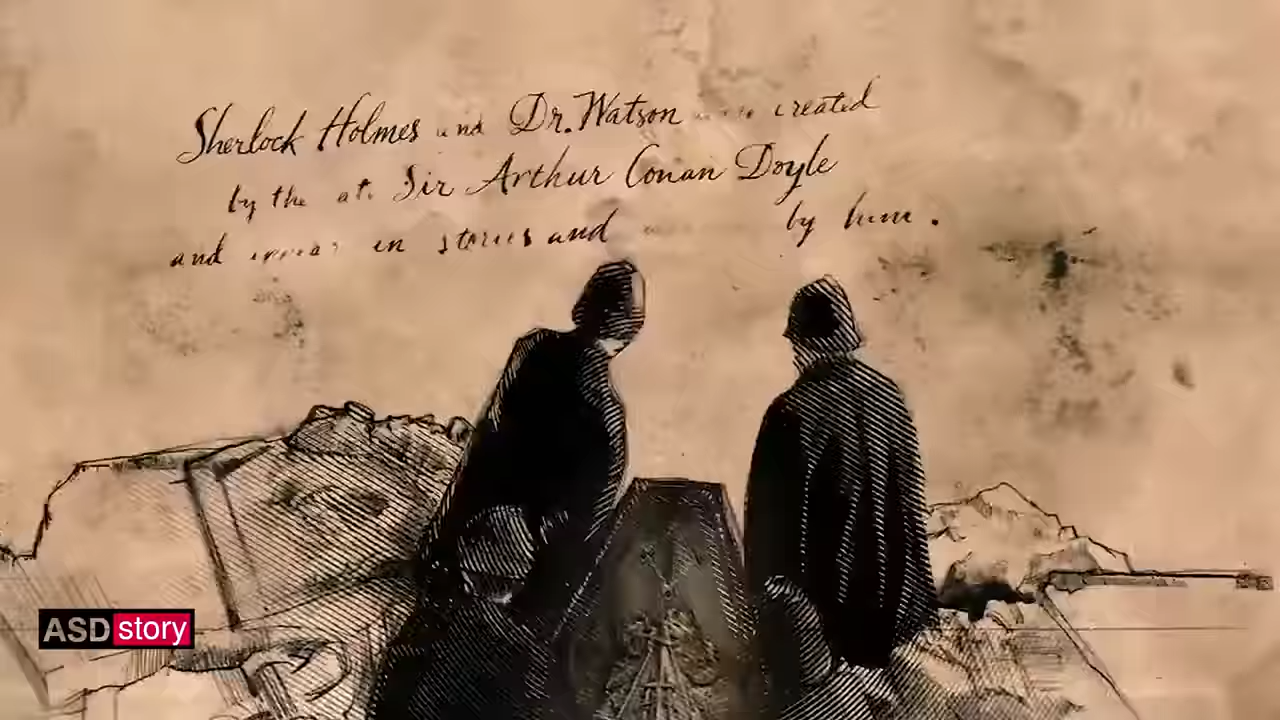 Sherlock Holmes and Dr. Watson created
by the Sir Arthur Conan Doyle
and in stories and by him.
ASD story